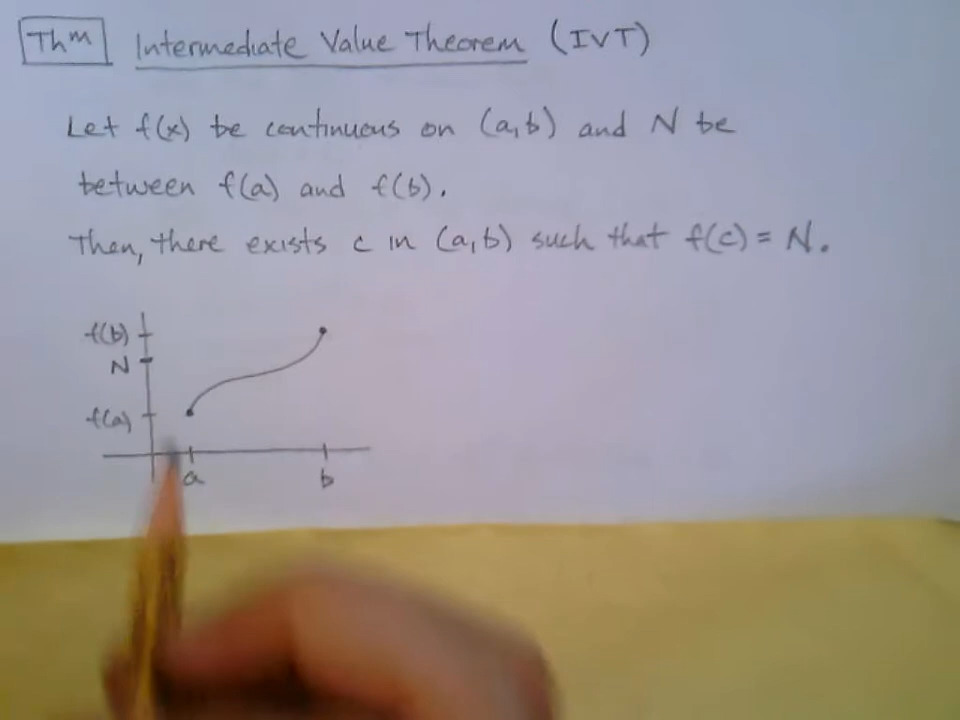 Thm Intermediate Value Theorem (IVT)
Let f(x) be continuous on (a,b) and N be
between f(a) and f(b).
Then, there exists c in (a,b) such that f(c) = N.
f(b)
N
f(a)
a b